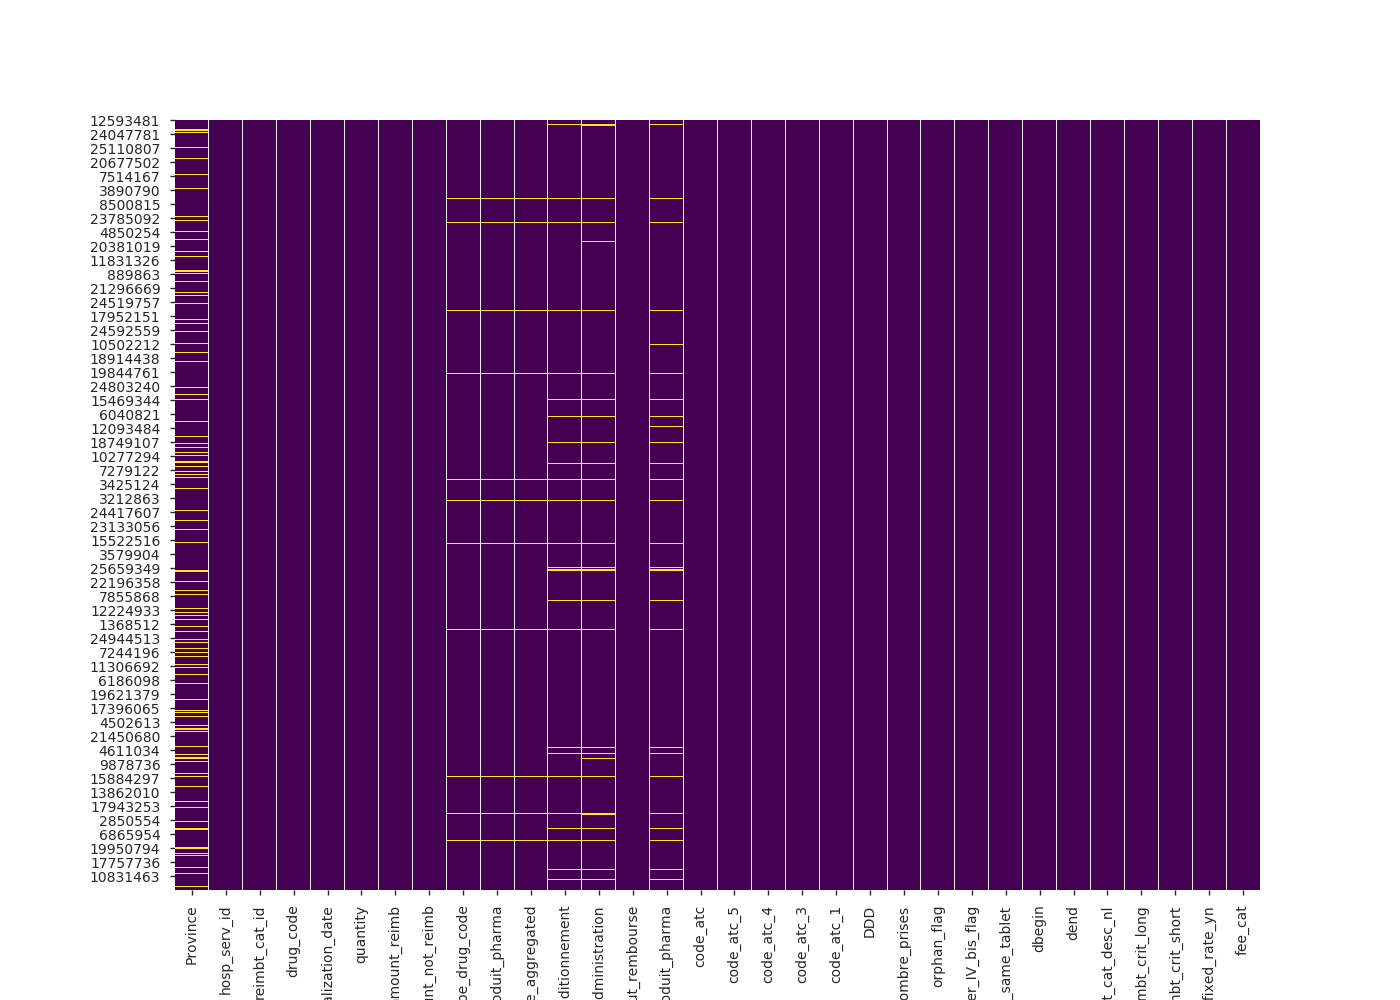 12593481
24047781
25110807
20677502
7514167
3890790
8500815
23785092
4850254
20381019
11831326
889863
21296669
24519757
17952151
24592559
10502212
18914438
19844761
24803240
15469344
6040821
12093484
18749107
10277294
7279122
3425124
3212863
24417607
23133056
15522516
3579904
25659349
22196358
7855868
12224933
1368512
24944513
7244196
11306692
6186098
19621379
17396065
4502613
21450680
4611034
9878736
15884297
13862010
17943253
2850554
6865954
19950794
17757736
10831463
Province
hosp_serv_id
reimbt_cat_id
drug_code
alization_date
quantity
amount_reimb
unt_not_reimb
pe_drug_code
oduit_pharma
e_aggregated
ditionnement
dministration
ut_rembourse
oduit_pharma
code_atc
code_atc_5
code_atc_4
code_atc_3
code_atc_1
DDD
ombre_prises
orphan_flag
er_IV_bis_flag
_same_tablet
dbegin
dend
t_cat_desc_nl
mbt_crit_long
mbt_crit_short
fixed_rate_yn
fee_cat